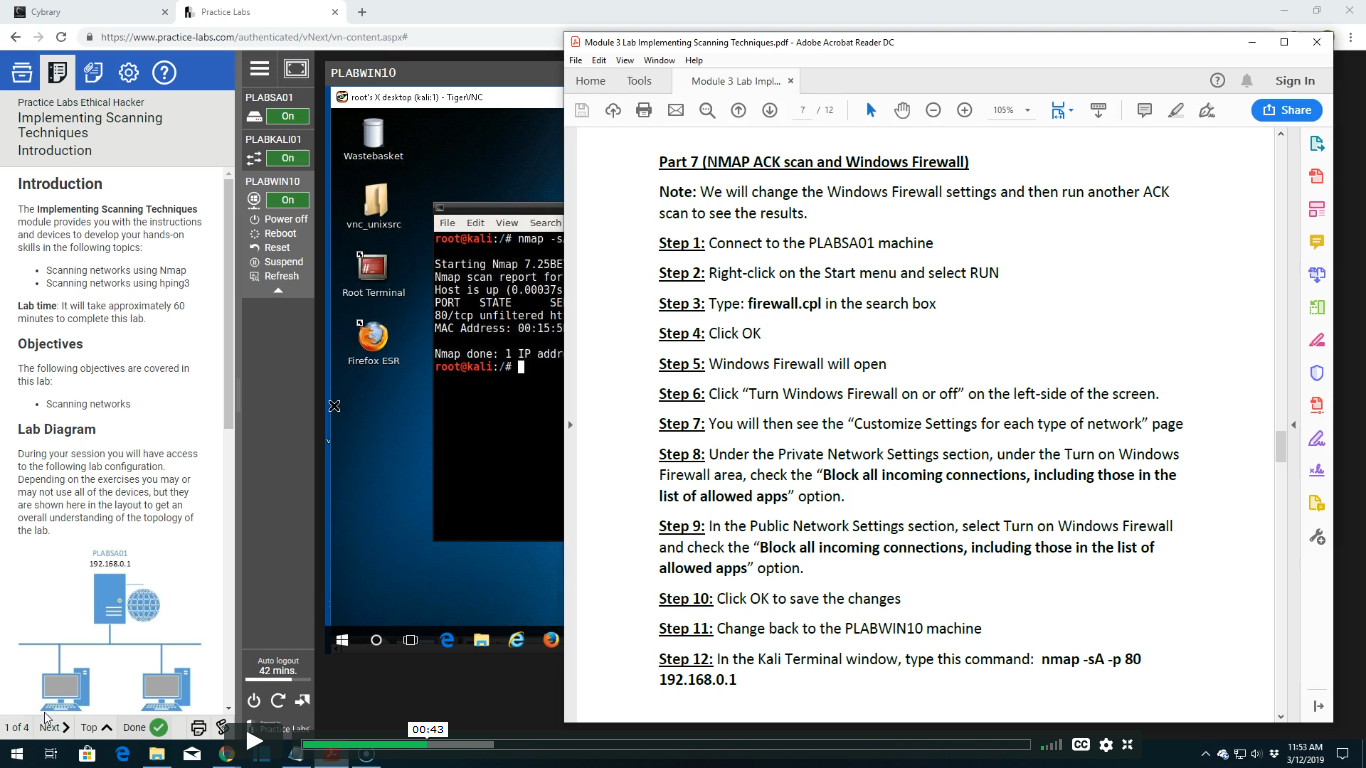 Cybrary
Practice Labs
https://www.practice-labs.com/authenticated/vNext/vn-content.aspx#
Practice Labs Ethical Hacker
Implementing Scanning
Techniques
Introduction
Introduction
The Implementing Scanning Techniques
module provides you with the instructions
and devices to develop your hands-on
skills in the following topics:
• Scanning networks using Nmap
• Scanning networks using hping3
Lab time: It will take approximately 60
minutes to complete this lab.
Objectives
The following objectives are covered in
this lab:
• Scanning networks
Lab Diagram
During your session you will have access
to the following lab configuration.
Depending on the exercises you may or
may not use all of the devices, but they
are shown here in the layout to get an
overall understanding of the topology of
the lab.
PLABSA01
192.168.0.1
1 of 4 Next Top Done
PLABSA01
On
PLABKALI01
On
PLABWIN10
On
Power off
Reboot
Reset
Suspend
Refresh
Auto logout
42 mins.
Practice Labs
PLABWIN10
root's X desktop (kali:1) - TigerVNC
Wastebasket
vnc_unixsrc
Root Terminal
Firefox ESR
File Edit View Search
root@kali:/# nmap -s
Starting Nmap 7.25BE
Nmap scan report for
Host is up (0.00037s
PORT STATE SE
80/tcp unfiltered ht
MAC Address: 00:15:5
Nmap done: 1 IP addr
root@kali:/#
Module 3 Lab Implementing Scanning Techniques.pdf - Adobe Acrobat Reader DC
File Edit View Window Help
Home Tools Module 3 Lab Impl... Sign In
7 / 12 105% Share
Part 7 (NMAP ACK scan and Windows Firewall)
Note: We will change the Windows Firewall settings and then run another ACK
scan to see the results.
Step 1: Connect to the PLABSA01 machine
Step 2: Right-click on the Start menu and select RUN
Step 3: Type: firewall.cpl in the search box
Step 4: Click OK
Step 5: Windows Firewall will open
Step 6: Click “Turn Windows Firewall on or off” on the left-side of the screen.
Step 7: You will then see the “Customize Settings for each type of network” page
Step 8: Under the Private Network Settings section, under the Turn on Windows
Firewall area, check the “Block all incoming connections, including those in the
list of allowed apps” option.
Step 9: In the Public Network Settings section, select Turn on Windows Firewall
and check the “Block all incoming connections, including those in the list of
allowed apps” option.
Step 10: Click OK to save the changes
Step 11: Change back to the PLABWIN10 machine
Step 12: In the Kali Terminal window, type this command: nmap -sA -p 80
192.168.0.1
00:43
CC
11:53 AM
3/12/2019